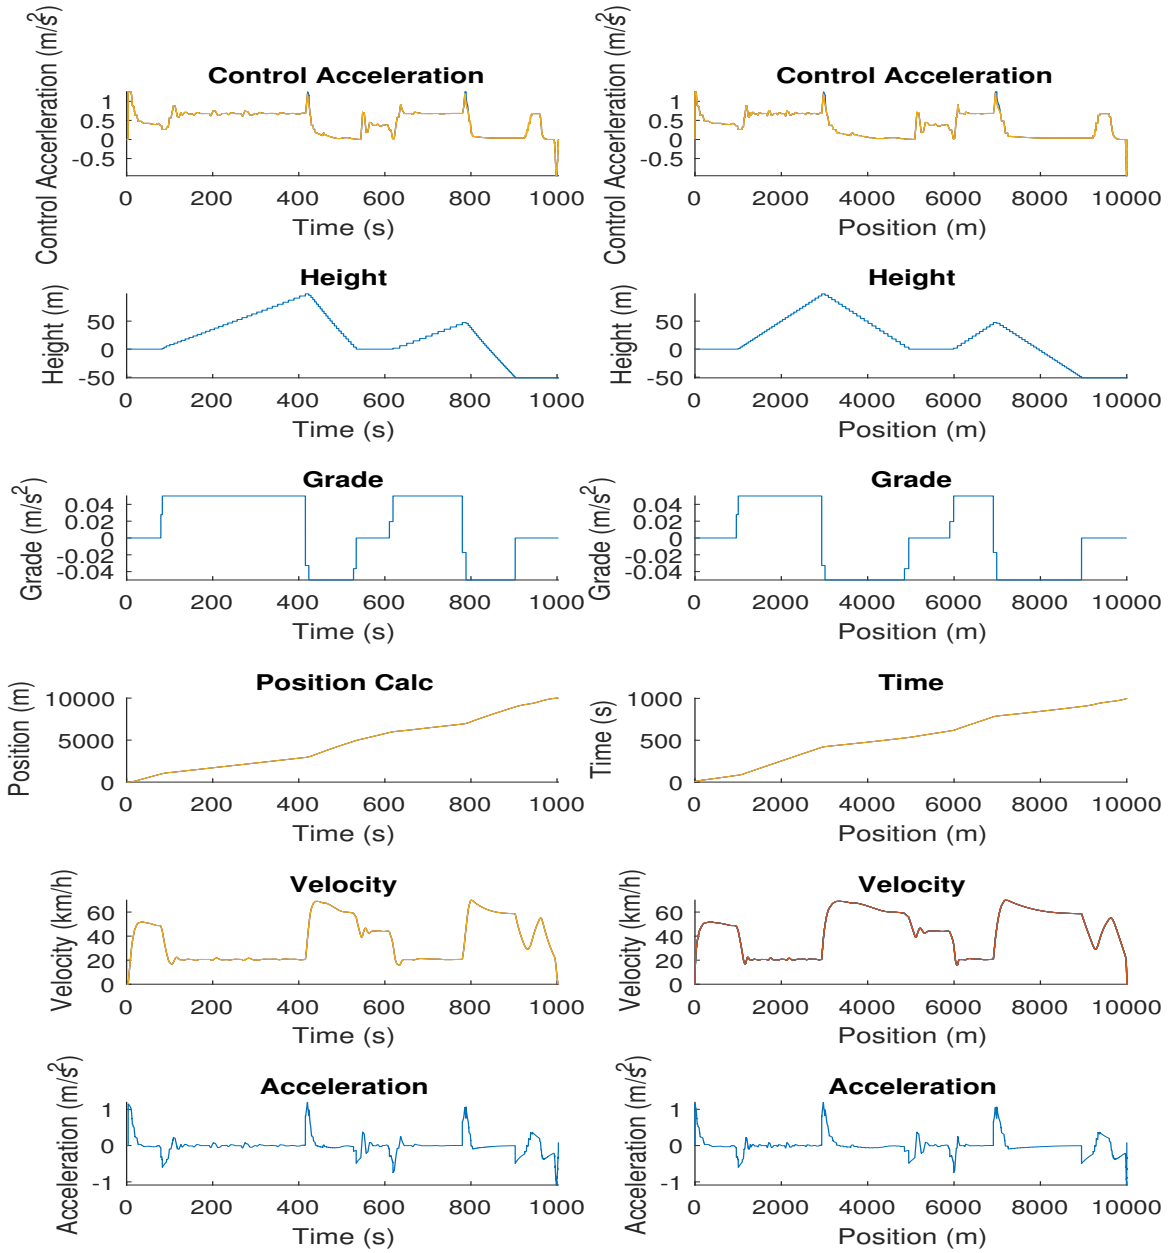 Control Acceleration
Control Accerleration (m/s²)
1
0.5
0
-0.5
0 200 400 600 800 1000
Time (s)
Control Acceleration
Control Accerleration (m/s²)
1
0.5
0
-0.5
0 2000 4000 6000 8000 10000
Position (m)
Height
Height (m)
50
0
-50
0 200 400 600 800 1000
Time (s)
Height
Height (m)
50
0
-50
0 2000 4000 6000 8000 10000
Position (m)
Grade
Grade (m/s²)
0.04
0.02
0
-0.02
-0.04
0 200 400 600 800 1000
Time (s)
Grade
Grade (m/s²)
0.04
0.02
0
-0.02
-0.04
0 2000 4000 6000 8000 10000
Position (m)
Position Calc
Position (m)
10000
5000
0
0 200 400 600 800 1000
Time (s)
Time
Time (s)
1000
500
0
0 2000 4000 6000 8000 10000
Position (m)
Velocity
Velocity (km/h)
60
40
20
0
0 200 400 600 800 1000
Time (s)
Velocity
Velocity (km/h)
60
40
20
0
0 2000 4000 6000 8000 10000
Position (m)
Acceleration
Acceleration (m/s²)
1
0
-1
0 200 400 600 800 1000
Time (s)
Acceleration
Acceleration (m/s²)
1
0
-1
0 2000 4000 6000 8000 10000
Position (m)